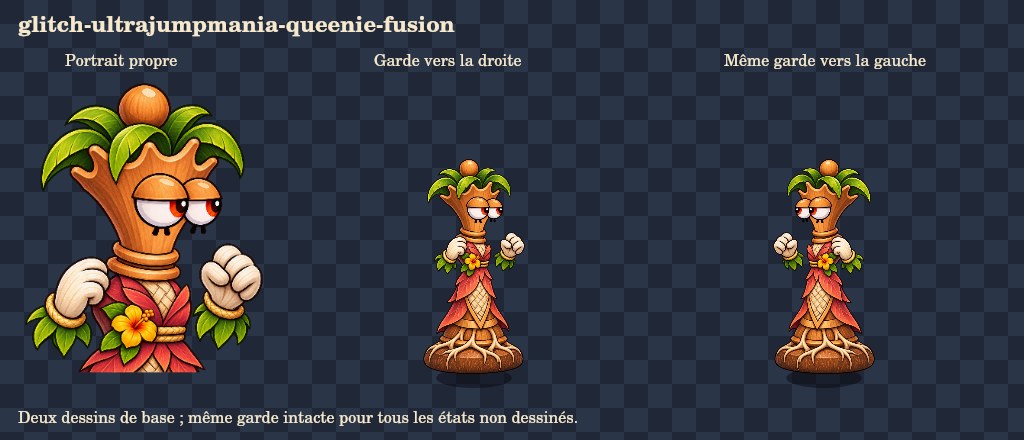 glitch-ultrajumpmania-queenie-fusion
Portrait propre
Garde vers la droite
Même garde vers la gauche
Deux dessins de base ; même garde intacte pour tous les états non dessinés.